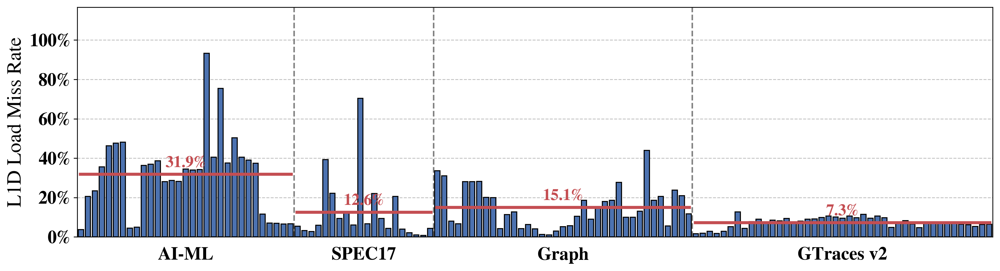 L1D Load Miss Rate
100%
80%
60%
40%
20%
0%
31.9%
12.6%
15.1%
7.3%
AI-ML
SPEC17
Graph
GTraces v2